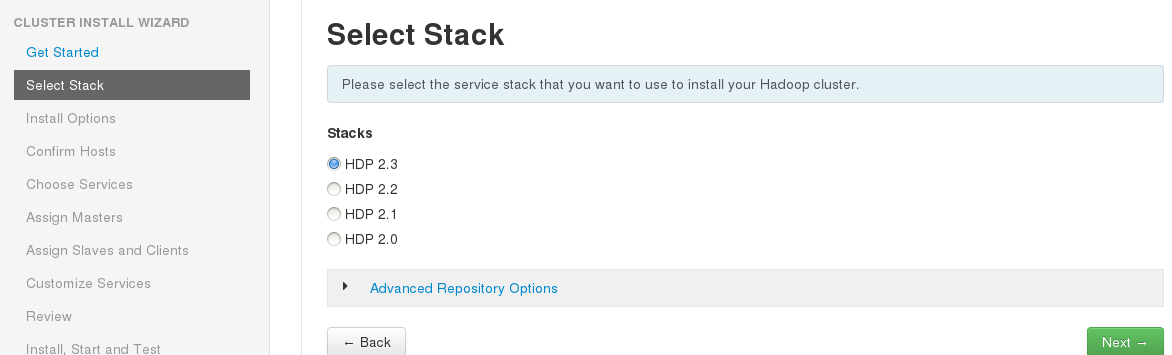 CLUSTER INSTALL WIZARD
Get Started
Select Stack
Install Options
Confirm Hosts
Choose Services
Assign Masters
Assign Slaves and Clients
Customize Services
Review
Install, Start and Test
Select Stack
Please select the service stack that you want to use to install your Hadoop cluster.
Stacks
HDP 2.3
HDP 2.2
HDP 2.1
HDP 2.0
Advanced Repository Options
← Back
Next →